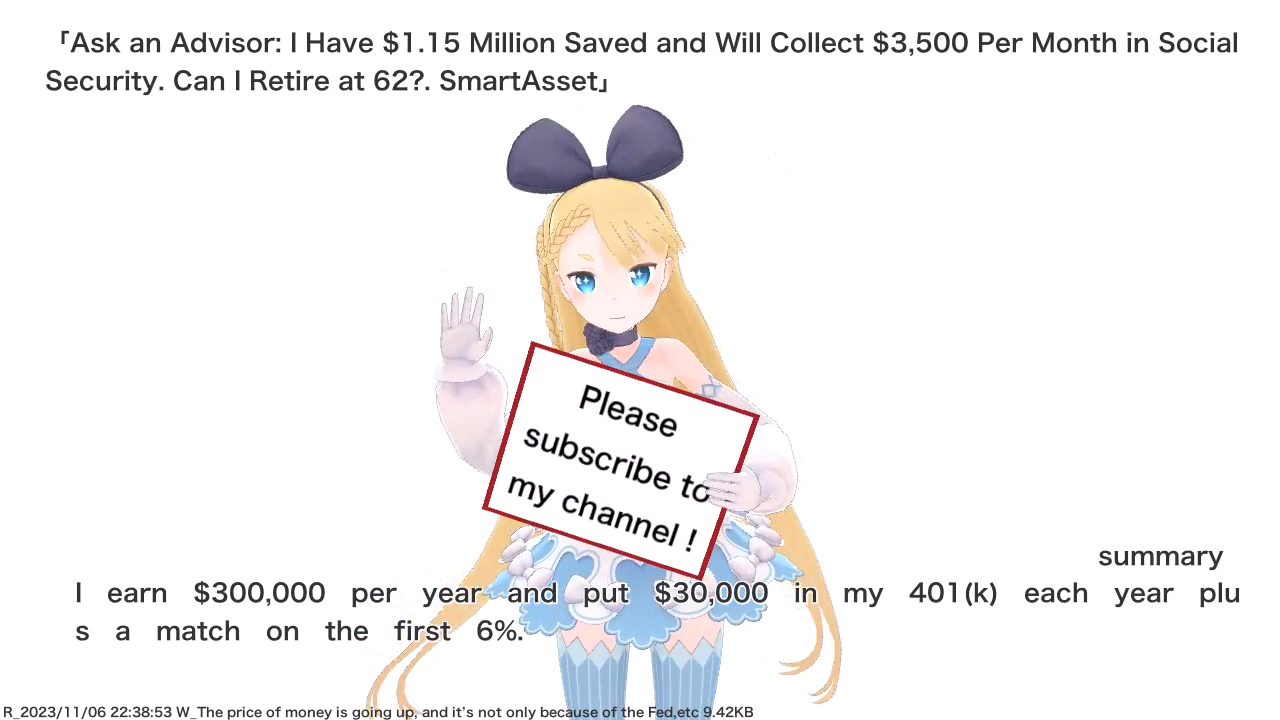 「Ask an Advisor: I Have $1.15 Million Saved and Will Collect $3,500 Per Month in Social
Security. Can I Retire at 62?. SmartAsset」
Please
subscribe to
my channel !
summary
I earn $300,000 per year and put $30,000 in my 401(k) each year plu
s a match on the first 6%.
R_2023/11/06 22:38:53 W_The price of money is going up, and it's not only because of the Fed,etc 9.42KB